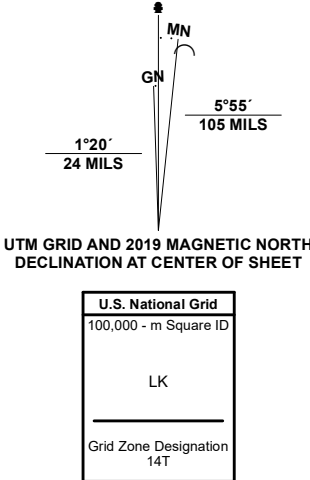 MN
GN
5°55´
105 MILS
1°20´
24 MILS
UTM GRID AND 2019 MAGNETIC NORTH
DECLINATION AT CENTER OF SHEET
U.S. National Grid
100,000 - m Square ID
LK
Grid Zone Designation
14T